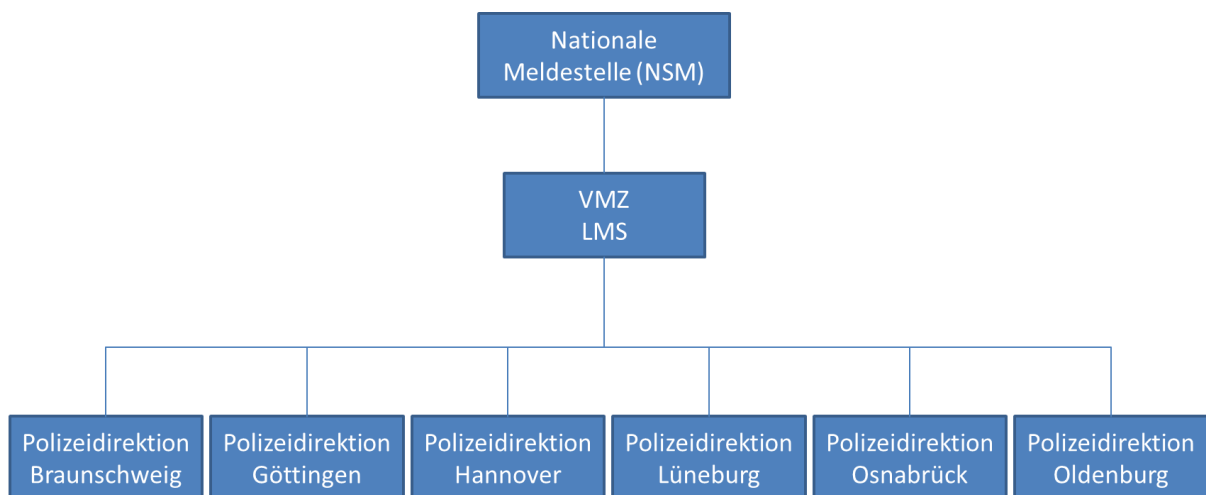 Nationale
Meldestelle (NSM)
VMZ
LMS
Polizeidirektion
Braunschweig
Polizeidirektion
Göttingen
Polizeidirektion
Hannover
Polizeidirektion
Lüneburg
Polizeidirektion
Osnabrück
Polizeidirektion
Oldenburg